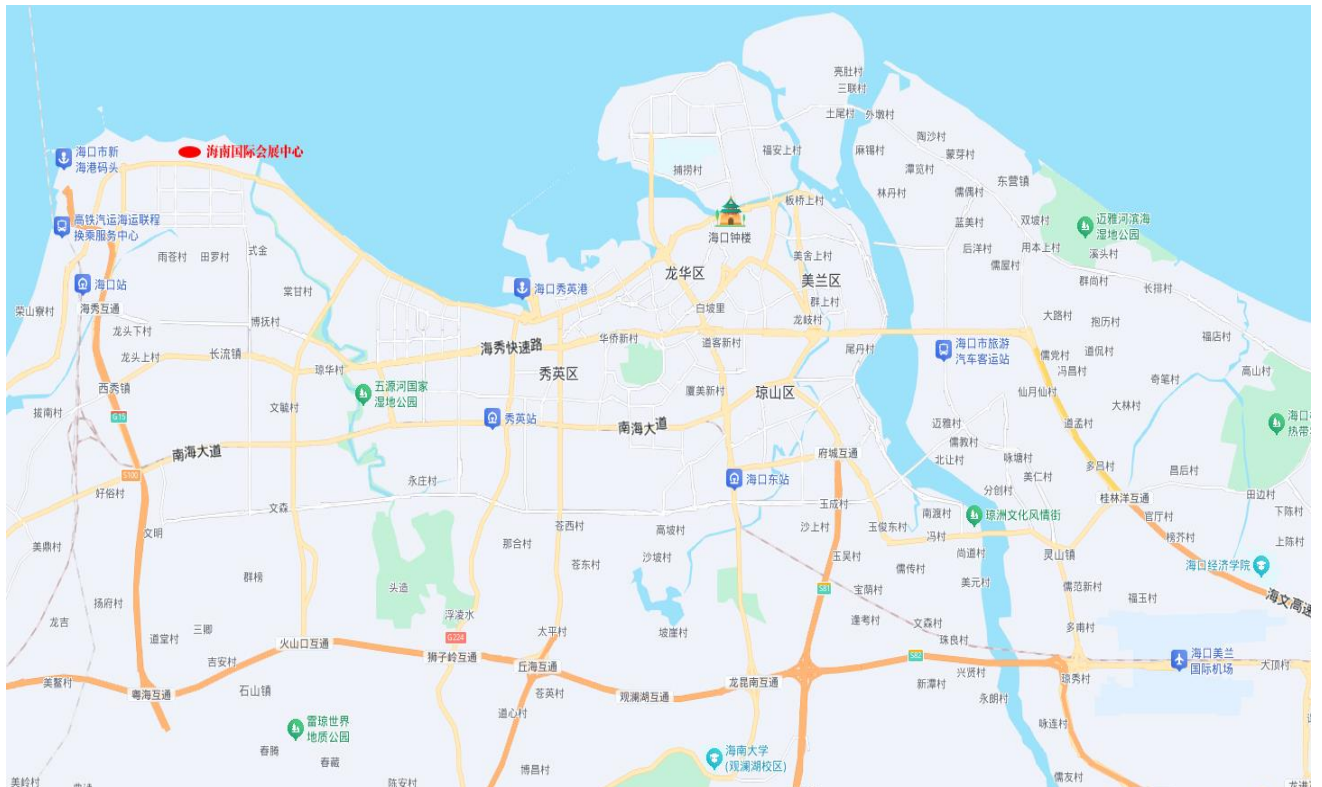 亮肚村
三联村
土尾村
外墩村
陶沙村
海口市新
海港码头
海南国际会展中心
捕捞村
福安上村
麻锡村
蒙芽村
潭览村
东营镇
林丹村
儒偶村
板桥上村
高铁汽运海运联程
换乘服务中心
海口钟楼
蓝美村
双坡村
迈雅河滨海
湿地公园
雨苍村
田罗村
式金
美舍上村
后洋村
用本上村
溪头村
儒屋村
龙华区
美兰区
海口站
棠甘村
海口秀英港
群尚村
长排村
荣山寮村
海秀互通
博抚村
白坡里
群上村
龙岐村
大路村
抱历村
龙头下村
福店村
龙头上村
长流镇
琼华村
海秀快速路
华侨新村
道客新村
尾丹村
海口市旅游
汽车客运站
儒党村
道侃村
冯昌村
高山村
奇笔村
西秀镇
五源河国家
湿地公园
秀英区
厦美新村
琼山区
仙月仙村
大林村
拔南村
G15
文毓村
秀英站
南海大道
迈雅村
道孟村
海口
热带
儒教村
南海大道
府城互通
北让村
咏塘村
多吕村
昌后村
S100
好俗村
永庄村
海口东站
美仁村
分创村
桂林洋互通
田边村
文森
玉成村
南渡村
琼洲文化风情街
官厅村
下陈村
文明
苍西村
高坡村
沙上村
玉俊东村
冯村
榜芥村
上陈村
美鼎村
那合村
沙坡村
玉吴村
尚道村
灵山镇
海口经济学院
群榜
头造
苍东村
儒传村
美元村
儒范新村
福玉村
海文高速
扬府村
S81
宝荫村
龙吉
三卿
浮凌水
坡崖村
逢考村
文森村
多甫村
道堂村
火山口互通
G224
太平村
珠良村
吉安村
狮子岭互通
丘海互通
S82
海口美兰
国际机场
大顶村
美鳌村
粤海互通
石山镇
苍英村
观澜湖互通
龙昆南互通
新潭村
兴贤村
永朗村
琼秀村
道心村
雷琼世界
地质公园
咏连村
春腾
春藏
海南大学
(观澜湖校区)
美岭村
陈安村
博昌村
儒友村